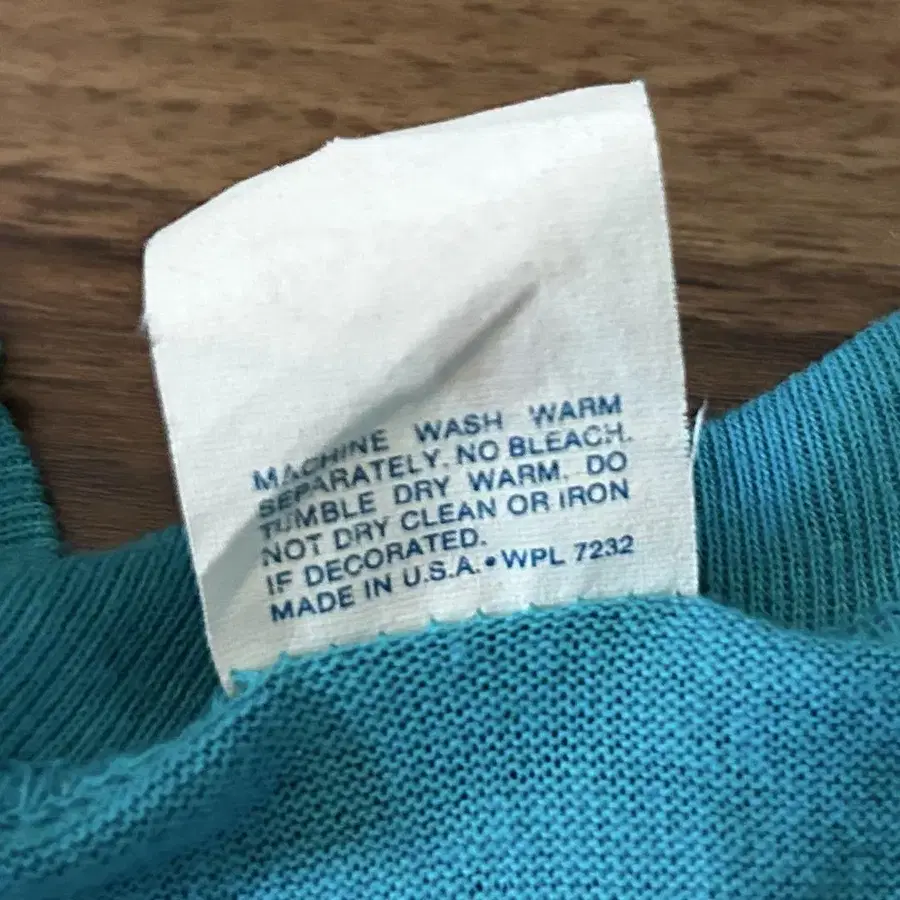 MACHINE WASH WARM
SEPARATELY. NO BLEACH.
TUMBLE DRY WARM. DO
NOT DRY CLEAN OR IRON
IF DECORATED.
MADE IN U.S.A.•WPL 7232